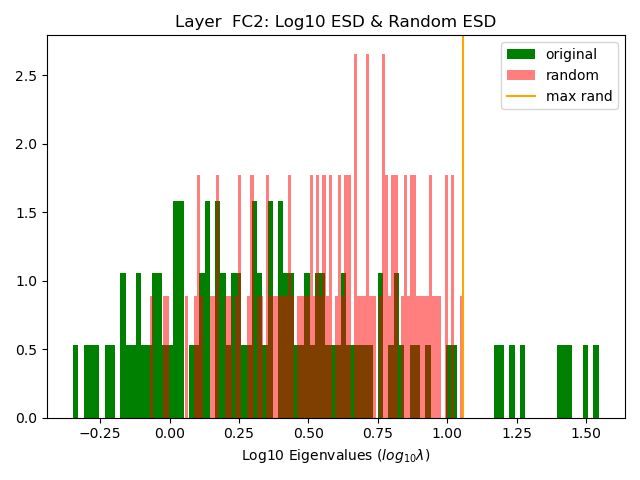 Layer  FC2: Log10 ESD & Random ESD
original
random
max rand
2.5
2.0
1.5
1.0
0.5
0.0
−0.25 0.00 0.25 0.50 0.75 1.00 1.25 1.50
Log10 Eigenvalues (log₁₀λ)